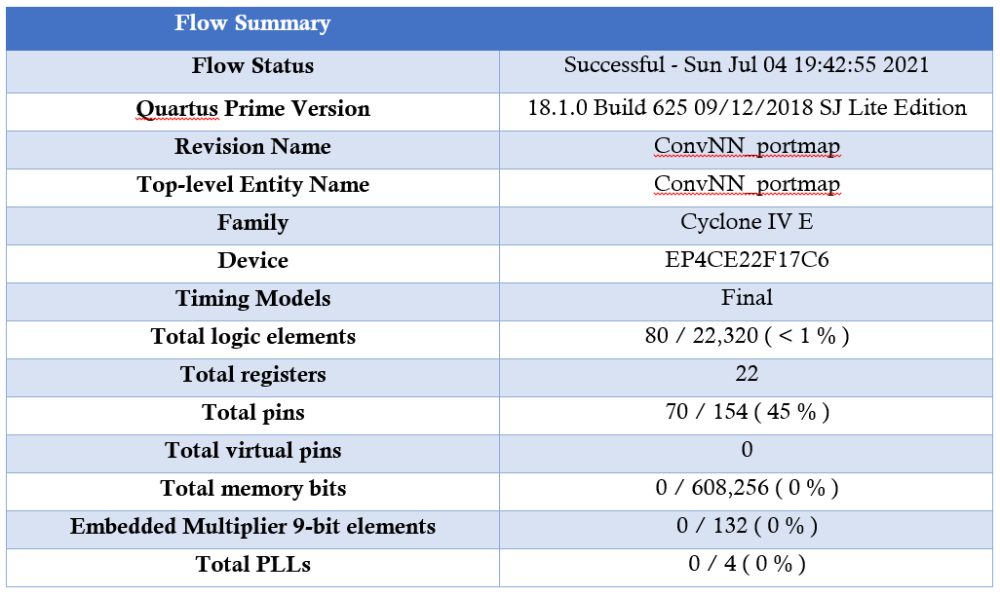 Flow Summary
Flow Status Successful - Sun Jul 04 19:42:55 2021
Quartus Prime Version 18.1.0 Build 625 09/12/2018 SJ Lite Edition
Revision Name ConvNN_portmap
Top-level Entity Name ConvNN_portmap
Family Cyclone IV E
Device EP4CE22F17C6
Timing Models Final
Total logic elements 80 / 22,320 ( < 1 % )
Total registers 22
Total pins 70 / 154 ( 45 % )
Total virtual pins 0
Total memory bits 0 / 608,256 ( 0 % )
Embedded Multiplier 9-bit elements 0 / 132 ( 0 % )
Total PLLs 0 / 4 ( 0 % )